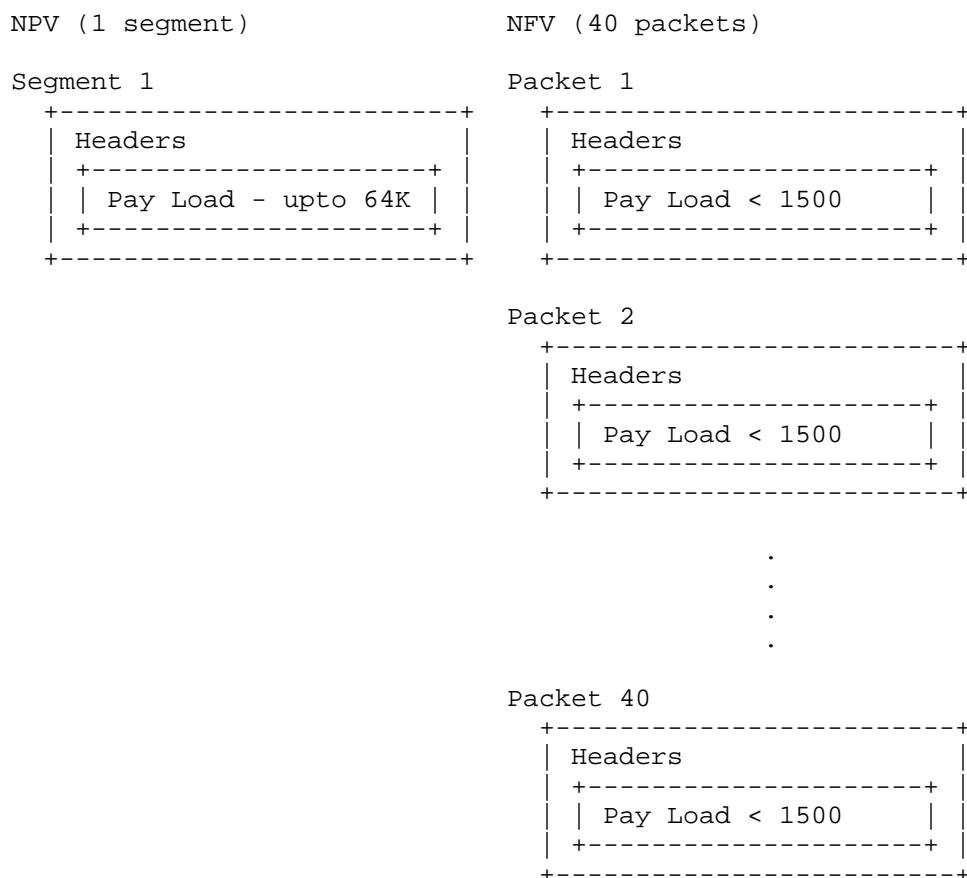 NPV (1 segment) NFV (40 packets)
Segment 1 Packet 1
Headers Headers
Pay Load - upto 64K Pay Load < 1500
Packet 2
Headers
Pay Load < 1500
.
.
.
.
Packet 40
Headers
Pay Load < 1500